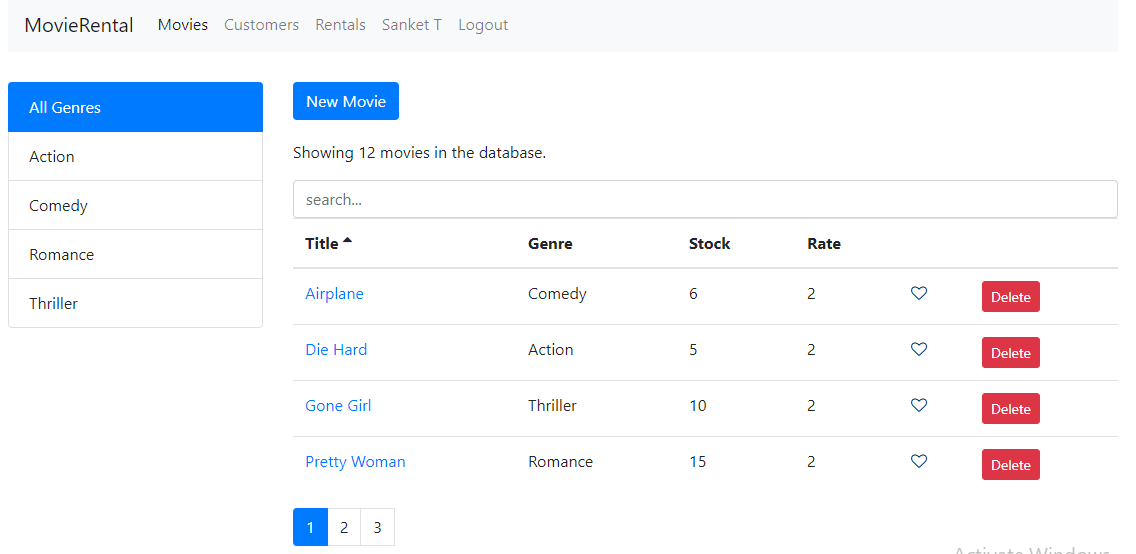 MovieRental Movies Customers Rentals Sanket T Logout
All Genres
Action
Comedy
Romance
Thriller
New Movie
Showing 12 movies in the database.
search...
Title Genre Stock Rate
Airplane Comedy 6 2 Delete
Die Hard Action 5 2 Delete
Gone Girl Thriller 10 2 Delete
Pretty Woman Romance 15 2 Delete
1 2 3
Activate Windows